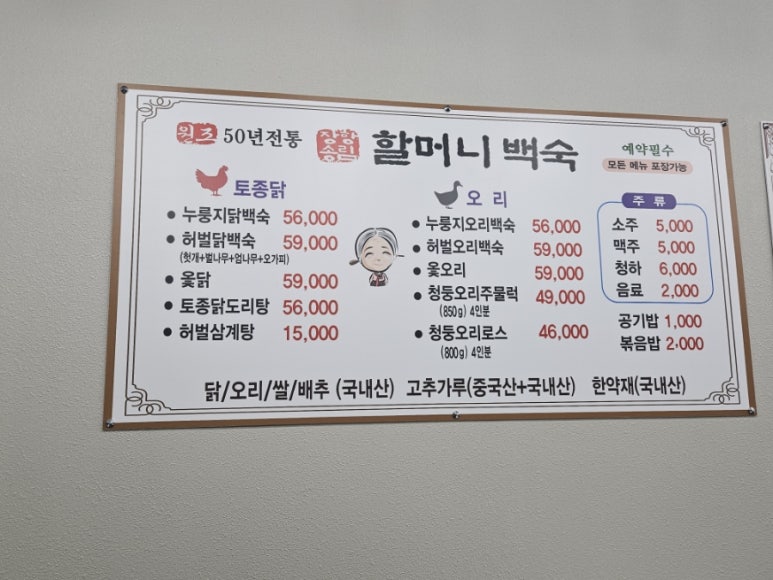 원조 50년전통 장쌍송리 할머니 백숙
예약필수
모든 메뉴 포장가능
토종닭
누룽지닭백숙 56,000
허벌닭백숙 59,000
(헛개+벌나무+엄나무+오가피)
옻닭 59,000
토종닭도리탕 56,000
허벌삼계탕 15,000
오 리
누룽지오리백숙 56,000
허벌오리백숙 59,000
옻오리 59,000
청둥오리주물럭 49,000
(850g) 4인분
청둥오리로스 46,000
(800g) 4인분
주 류
소주 5,000
맥주 5,000
청하 6,000
음료 2,000
공기밥 1,000
볶음밥 2,000
닭/오리/쌀/배추 (국내산) 고추가루(중국산+국내산) 한약재(국내산)